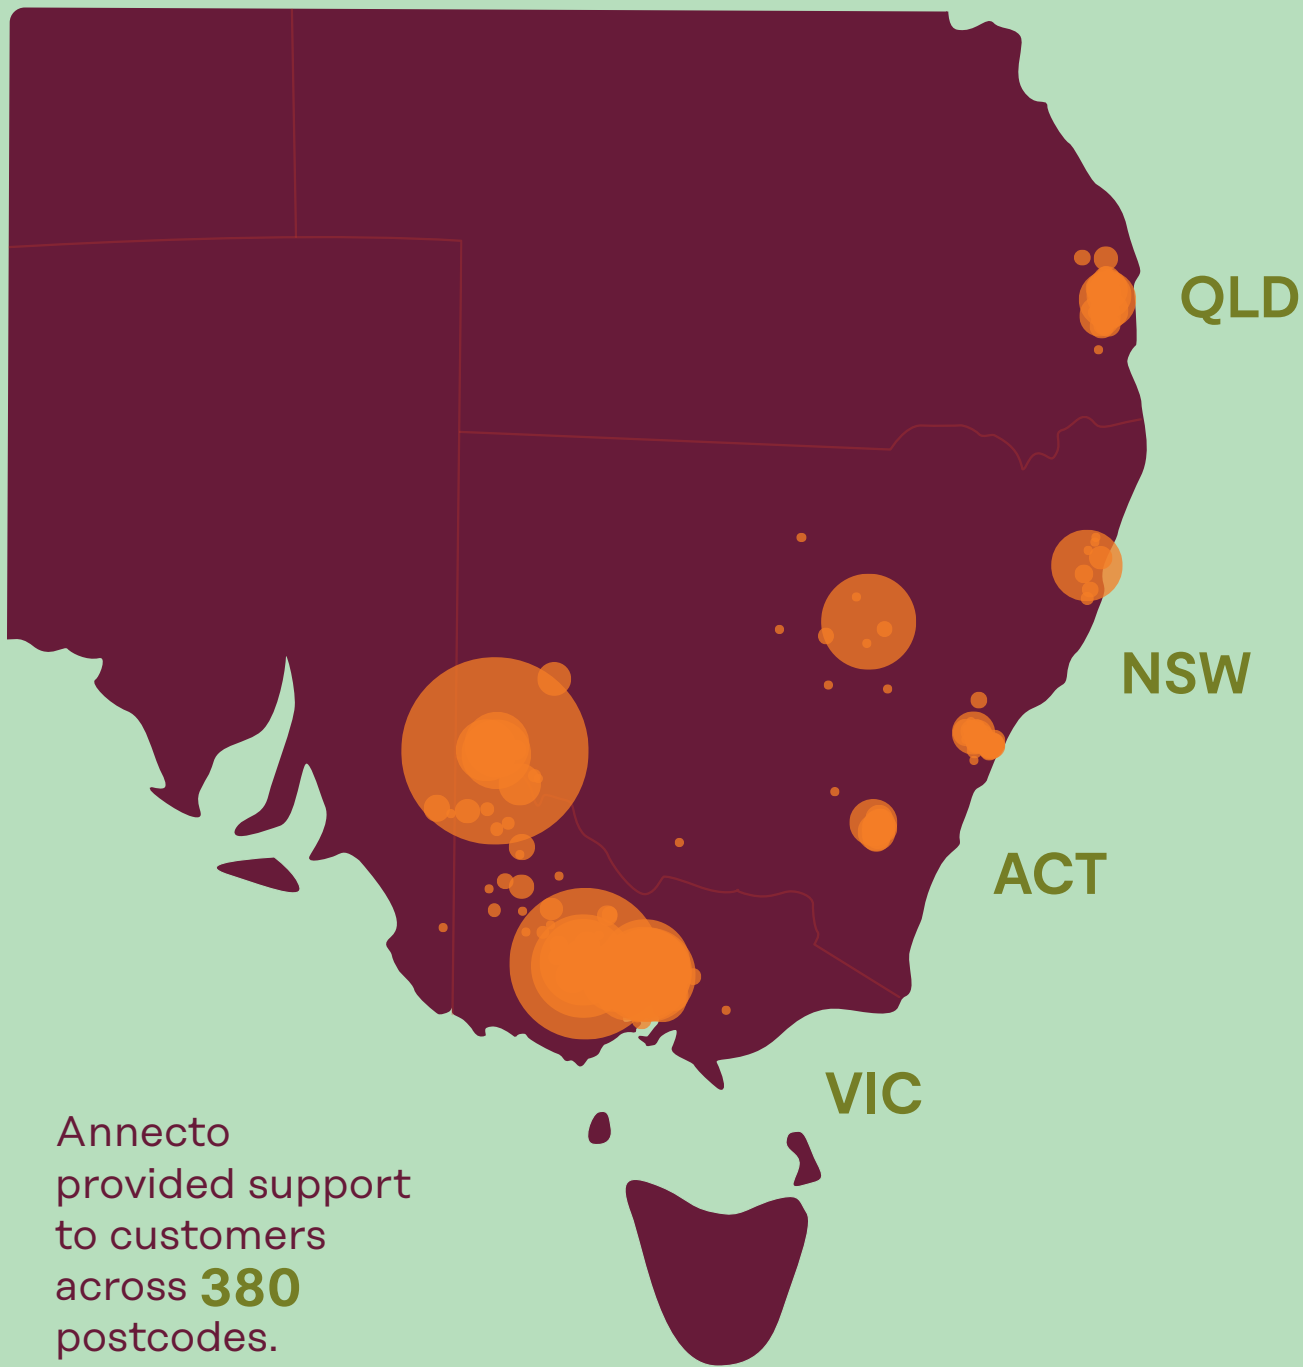 QLD
NSW
ACT
VIC
Annecto
provided support
to customers
across 380
postcodes.